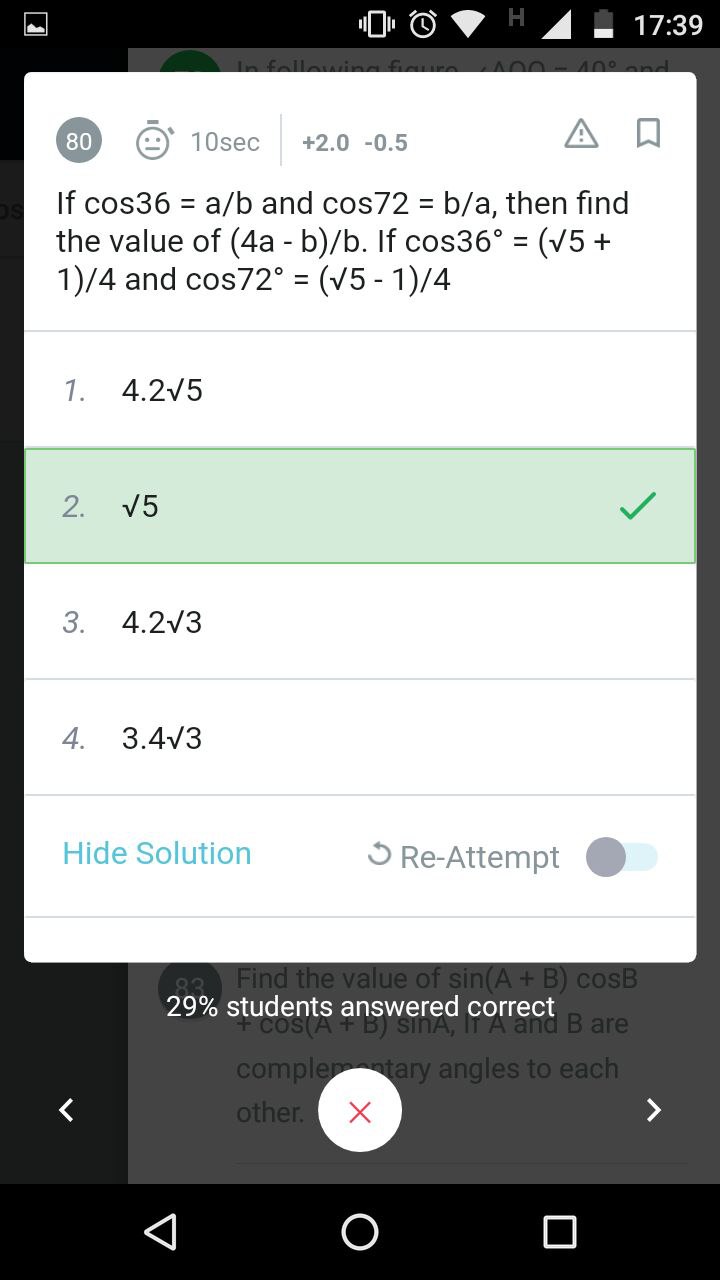 H 17:39
In following figure, ∠AOQ = 40° and
80 10sec +2.0 -0.5
If cos36 = a/b and cos72 = b/a, then find
the value of (4a - b)/b. If cos36° = (√5 +
1)/4 and cos72° = (√5 - 1)/4
1. 4.2√5
2. √5
3. 4.2√3
4. 3.4√3
Hide Solution Re-Attempt
83 Find the value of sin(A + B) cosB
29% students answered correct
+ cos(A + B) sinA, If A and B are
complementary angles to each
other.